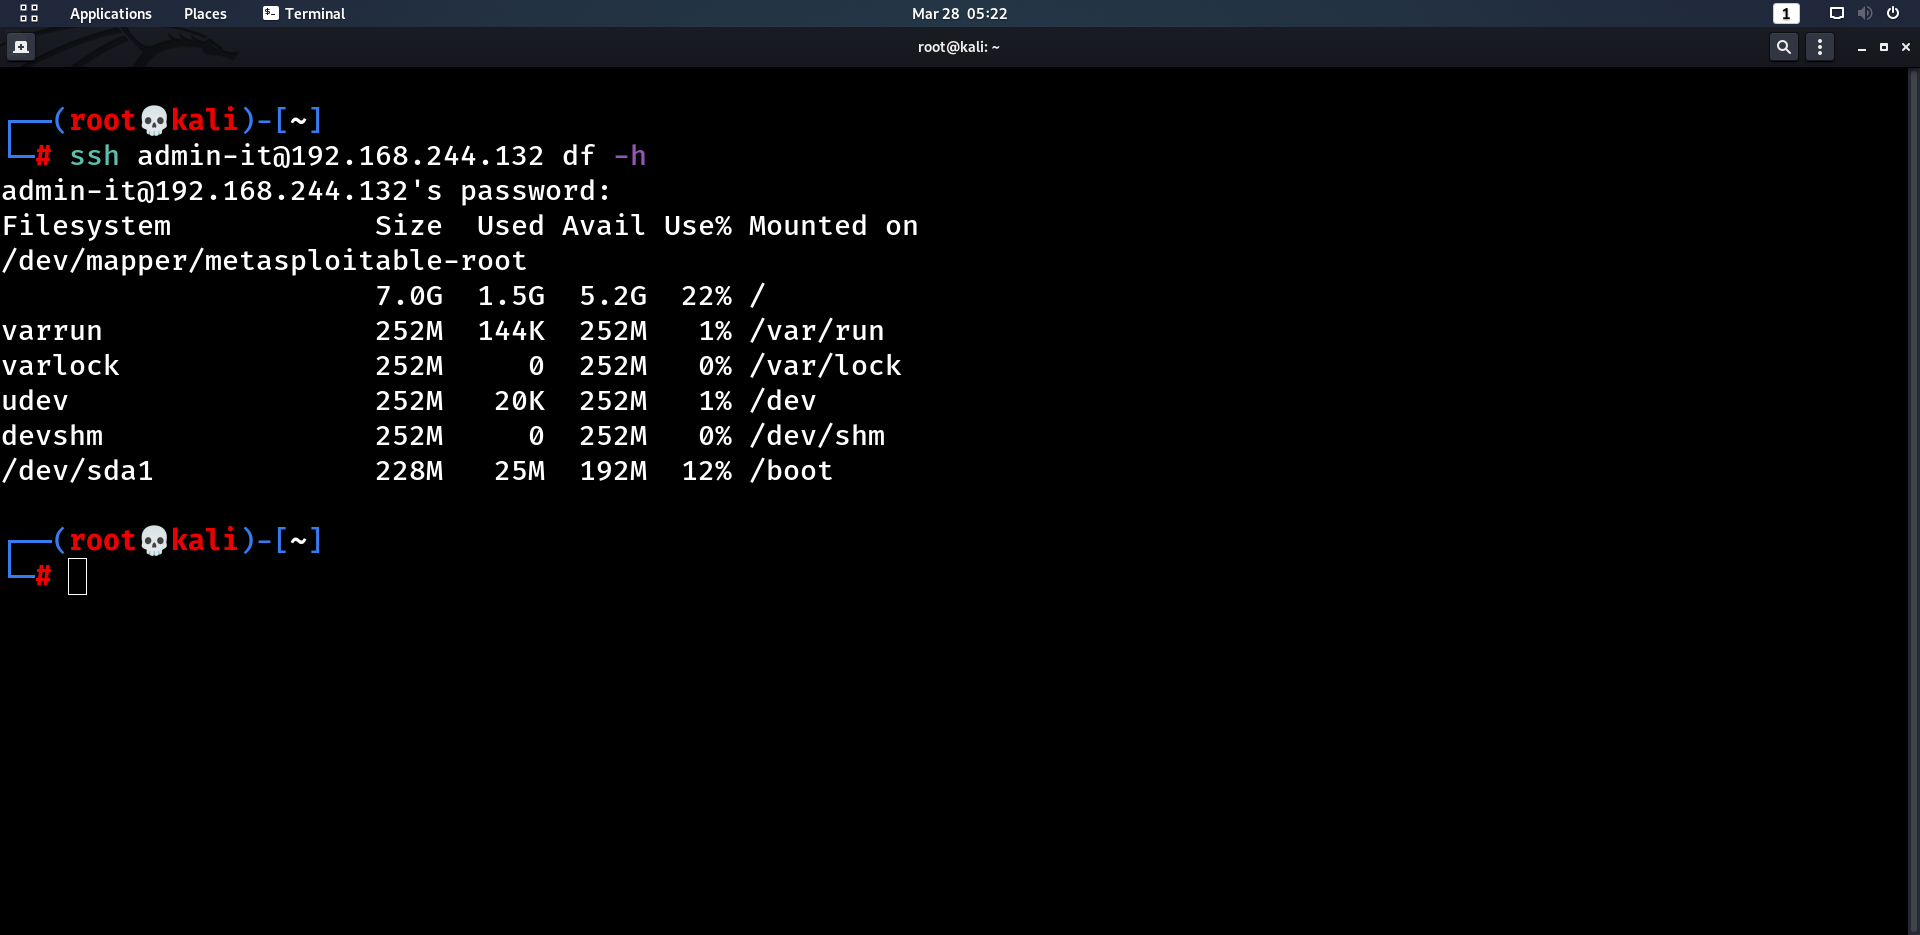 Applications Places Terminal Mar 28 05:22 1
root@kali: ~
(root💀kali)-[~]
# ssh admin-it@192.168.244.132 df -h
admin-it@192.168.244.132's password:
Filesystem            Size  Used Avail Use% Mounted on
/dev/mapper/metasploitable-root
                      7.0G  1.5G  5.2G  22% /
varrun                252M  144K  252M   1% /var/run
varlock               252M     0  252M   0% /var/lock
udev                  252M   20K  252M   1% /dev
devshm                252M     0  252M   0% /dev/shm
/dev/sda1             228M   25M  192M  12% /boot
(root💀kali)-[~]
#